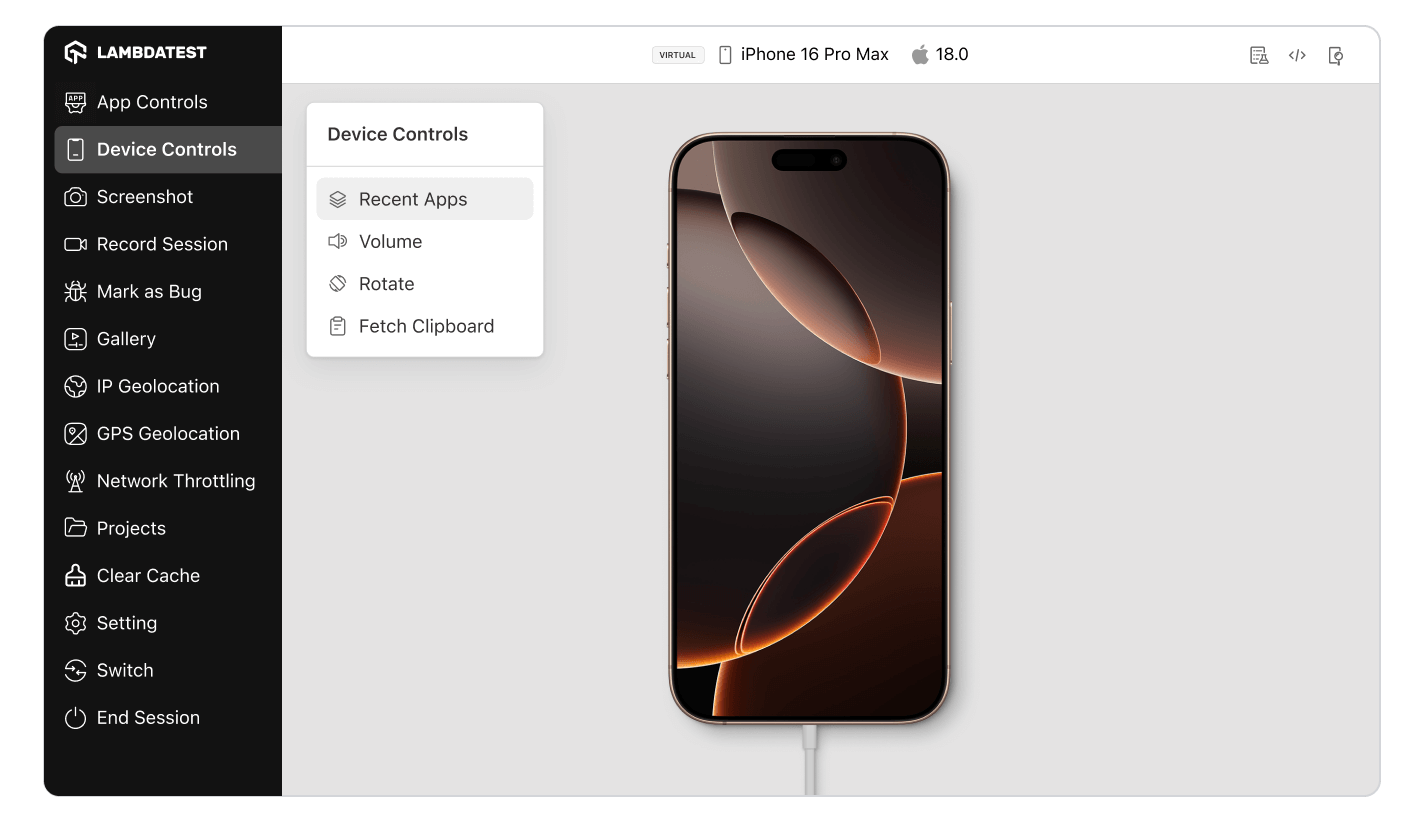 LAMBDATEST
VIRTUAL iPhone 16 Pro Max 18.0
APP App Controls
Device Controls
Screenshot
Record Session
Mark as Bug
Gallery
IP Geolocation
GPS Geolocation
Network Throttling
Projects
Clear Cache
Setting
Switch
End Session
Device Controls
Recent Apps
Volume
Rotate
Fetch Clipboard